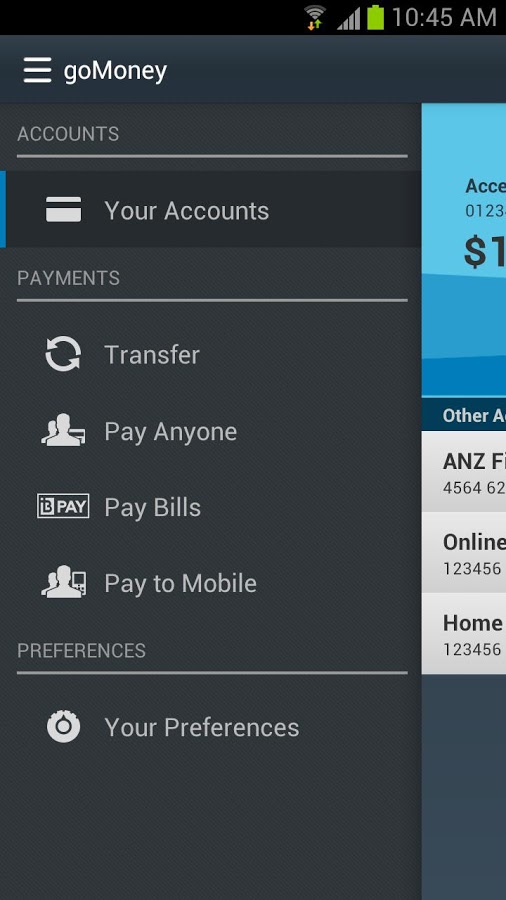 10:45 AM
goMoney
ACCOUNTS
Your Accounts
PAYMENTS
Transfer
Pay Anyone
B PAY Pay Bills
Pay to Mobile
PREFERENCES
Your Preferences
Acce
0123
$1
Other A
ANZ Fi
4564 62
Online
123456
Home
123456